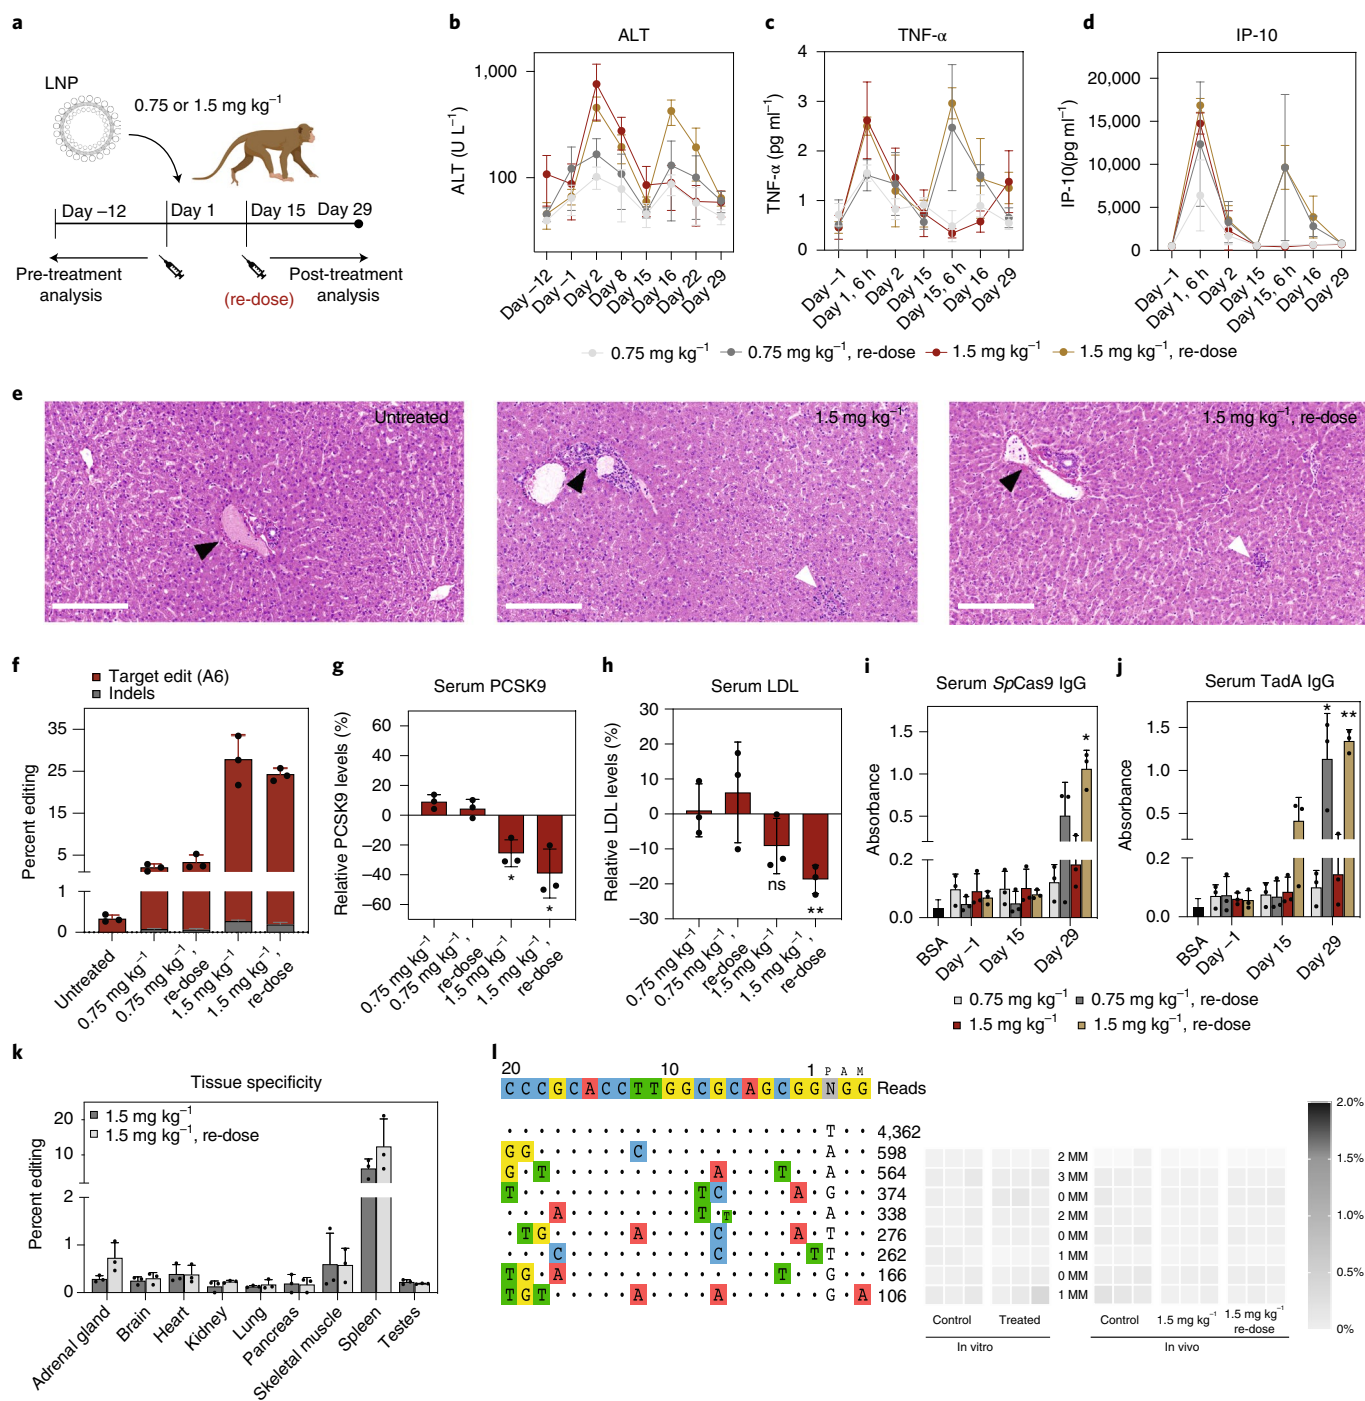 a
LNP
0.75 or 1.5 mg kg⁻¹
Day –12
Day 1
Day 15
Day 29
Pre-treatment
analysis
(re-dose)
Post-treatment
analysis
b
ALT
ALT (U L⁻¹)
1,000
100
Day –12
Day –1
Day 2
Day 8
Day 15
Day 16
Day 22
Day 29
c
TNF-α
TNF-α (pg ml⁻¹)
4
3
2
1
0
Day –1
Day 1, 6 h
Day 2
Day 15
Day 15, 6 h
Day 16
Day 29
d
IP-10
IP-10(pg ml⁻¹)
20,000
15,000
10,000
5,000
0
Day –1
Day 1, 6 h
Day 2
Day 15
Day 15, 6 h
Day 16
Day 29
0.75 mg kg⁻¹
0.75 mg kg⁻¹, re-dose
1.5 mg kg⁻¹
1.5 mg kg⁻¹, re-dose
e
Untreated
1.5 mg kg⁻¹
1.5 mg kg⁻¹, re-dose
f
Target edit (A6)
Indels
Percent editing
35
25
15
5
1
0
Untreated
0.75 mg kg⁻¹
0.75 mg kg⁻¹,
re-dose
1.5 mg kg⁻¹
1.5 mg kg⁻¹,
re-dose
g
Serum PCSK9
Relative PCSK9 levels (%)
60
40
20
0
–20
–40
–60
*
*
0.75 mg kg⁻¹
0.75 mg kg⁻¹,
re-dose
1.5 mg kg⁻¹
1.5 mg kg⁻¹,
re-dose
h
Serum LDL
Relative LDL levels (%)
30
20
10
0
–10
–20
–30
ns
**
0.75 mg kg⁻¹
0.75 mg kg⁻¹,
re-dose
1.5 mg kg⁻¹
1.5 mg kg⁻¹,
re-dose
i
Serum SpCas9 IgG
Absorbance
1.5
1.0
0.5
0.2
0.0
*
BSA
Day –1
Day 15
Day 29
j
Serum TadA IgG
Absorbance
1.5
1.0
0.5
0.2
0.0
*
**
BSA
Day –1
Day 15
Day 29
0.75 mg kg⁻¹
0.75 mg kg⁻¹, re-dose
1.5 mg kg⁻¹
1.5 mg kg⁻¹, re-dose
k
Tissue specificity
1.5 mg kg⁻¹
1.5 mg kg⁻¹, re-dose
Percent editing
20
10
2
1
0
Adrenal gland
Brain
Heart
Kidney
Lung
Pancreas
Skeletal muscle
Spleen
Testes
l
20 10 1 P A M
C C C G C A C C T T G G C G C A G C G G N G G Reads
· · · · · · · · · · · · · · · · · · · · T · · 4,362
G G · · · · · · C · · · · · · · · · · · A · · 598
G · T · · · · · · · · · · A · · · T · · A · · 564
T · · · · · · · · · · · T C · · · · A · G · · 374
· · · A · · · · · · · · T T · · · · · · A · · 338
· T G · · · · · A · · · · C · · · · A · T · · 276
· · · C · · · · · · · · · C · · · · · T T · · 262
T G · A · · · · · · · · · · · · · T · · G · · 166
T G T · · · · · A · · · · A · · · · · · G · A 106
2 MM
3 MM
0 MM
2 MM
0 MM
1 MM
0 MM
1 MM
Control
Treated
In vitro
Control
1.5 mg kg⁻¹
1.5 mg kg⁻¹
re-dose
In vivo
2.0%
1.5%
1.0%
0.5%
0%